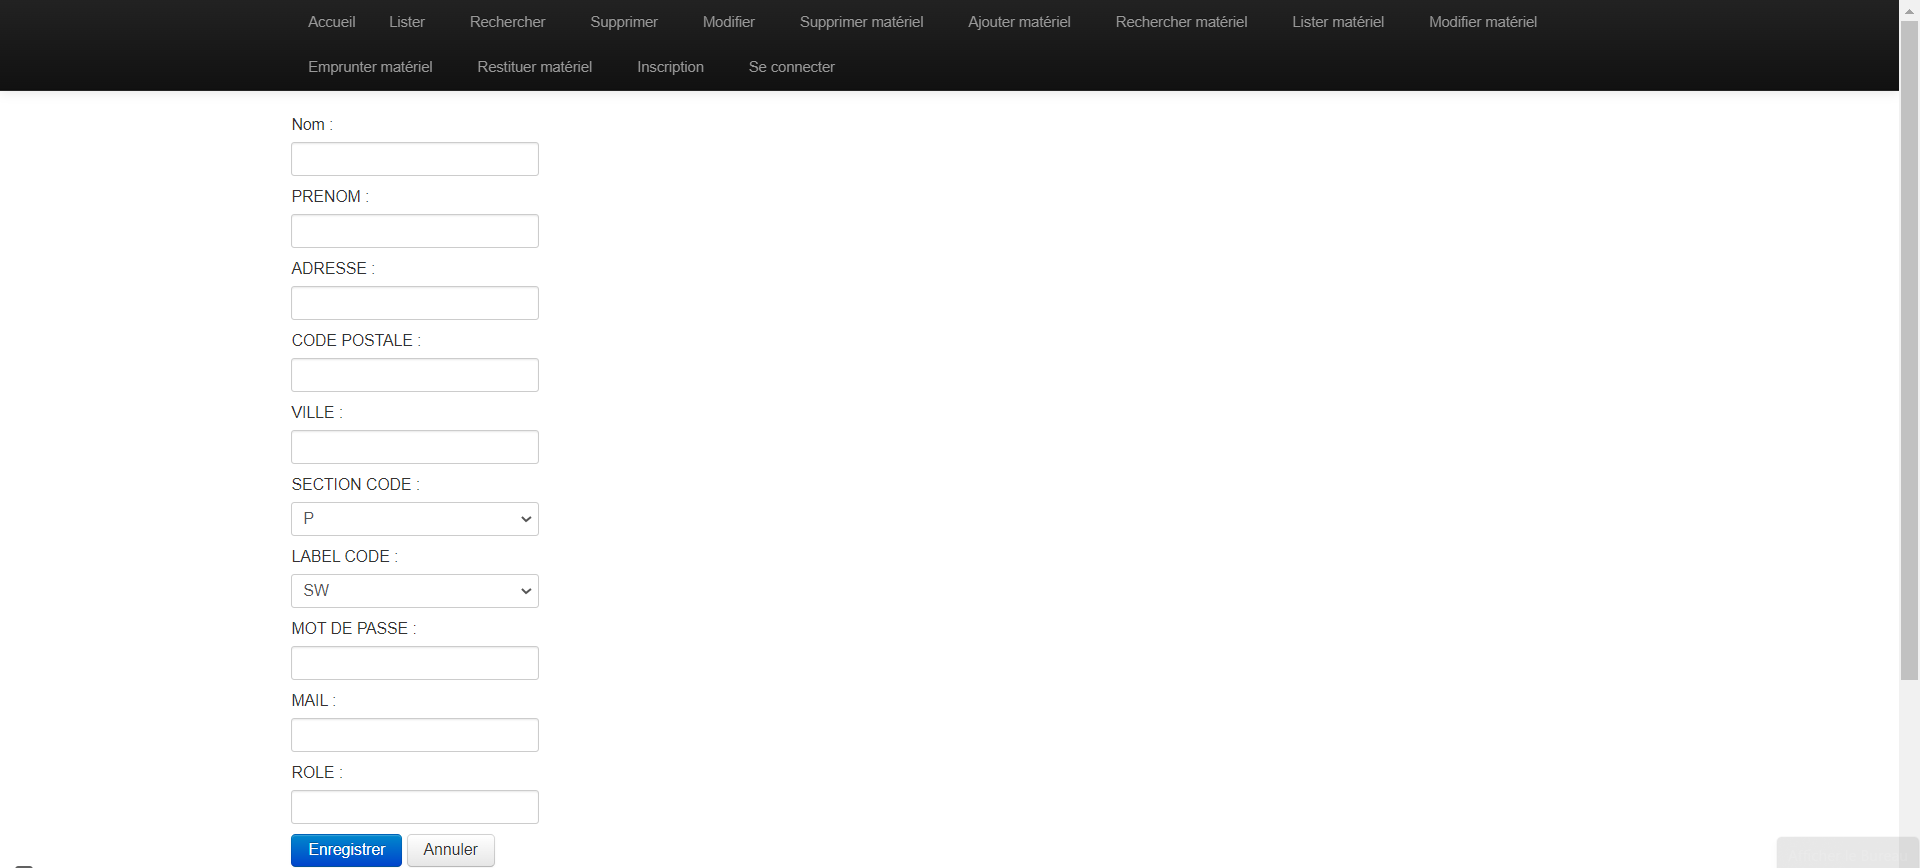 Accueil Lister Rechercher Supprimer Modifier Supprimer matériel Ajouter matériel Rechercher matériel Lister matériel Modifier matériel
Emprunter matériel Restituer matériel Inscription Se connecter
Nom :
PRENOM :
ADRESSE :
CODE POSTALE :
VILLE :
SECTION CODE :
P
LABEL CODE :
SW
MOT DE PASSE :
MAIL :
ROLE :
Enregistrer Annuler